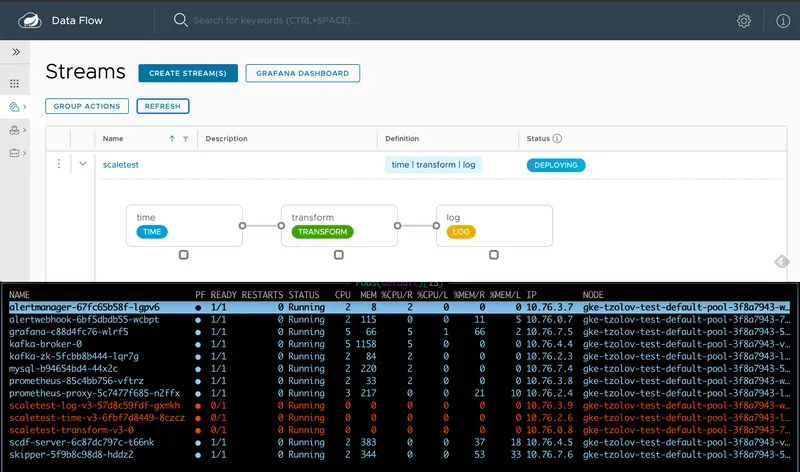 Data Flow
Search for keywords (CTRL+SPACE)...
Streams
CREATE STREAM(S)
GRAFANA DASHBOARD
GROUP ACTIONS
REFRESH
Name Description Definition Status
scaletest time | transform | log DEPLOYING
time transform log
TIME TRANSFORM LOG
Pods(default)[13]
NAME PF READY RESTARTS STATUS CPU MEM %CPU/R %CPU/L %MEM/R %MEM/L IP NODE
alertmanager-67fc65b58f-lgpv6 ● 1/1 0 Running 2 8 2 0 0 0 10.76.3.7 gke-tzolov-test-default-pool-3f8a7943-w…
alertwebhook-6bf5dbdb55-wcbpt ● 1/1 0 Running 2 115 0 0 11 5 10.76.0.7 gke-tzolov-test-default-pool-3f8a7943-7…
grafana-c88d4fc76-wlrf5 ● 1/1 0 Running 5 66 5 1 66 2 10.76.7.5 gke-tzolov-test-default-pool-3f8a7943-s…
kafka-broker-0 ● 1/1 0 Running 5 1158 5 0 0 0 10.76.4.4 gke-tzolov-test-default-pool-3f8a7943-v…
kafka-zk-5fcbb8b444-lqr7g ● 1/1 0 Running 2 84 2 0 0 0 10.76.2.3 gke-tzolov-test-default-pool-3f8a7943-l…
mysql-b94654bd4-44x2c ● 1/1 0 Running 2 220 2 0 0 0 10.76.7.4 gke-tzolov-test-default-pool-3f8a7943-s…
prometheus-85c4bb756-vftrz ● 1/1 0 Running 2 33 2 0 0 0 10.76.3.8 gke-tzolov-test-default-pool-3f8a7943-w…
prometheus-proxy-5c7477f685-n2ffx ● 1/1 0 Running 3 217 0 0 21 10 10.76.2.4 gke-tzolov-test-default-pool-3f8a7943-l…
scaletest-log-v3-57d8c59fdf-gxmkh ● 0/1 0 Running 0 0 0 0 0 0 10.76.3.9 gke-tzolov-test-default-pool-3f8a7943-w…
scaletest-time-v3-6fbf7d8449-8czcz ● 0/1 0 Running 0 0 0 0 0 0 10.76.2.6 gke-tzolov-test-default-pool-3f8a7943-l…
scaletest-transform-v3-0 ● 0/1 0 Running 0 0 0 0 0 0 10.76.0.8 gke-tzolov-test-default-pool-3f8a7943-7…
scdf-server-6c87dc797c-t66nk ● 1/1 0 Running 2 383 0 0 37 18 10.76.4.5 gke-tzolov-test-default-pool-3f8a7943-v…
skipper-5f9b8c98d8-hddz2 ● 1/1 0 Running 2 344 0 0 53 33 10.76.7.6 gke-tzolov-test-default-pool-3f8a7943-s…